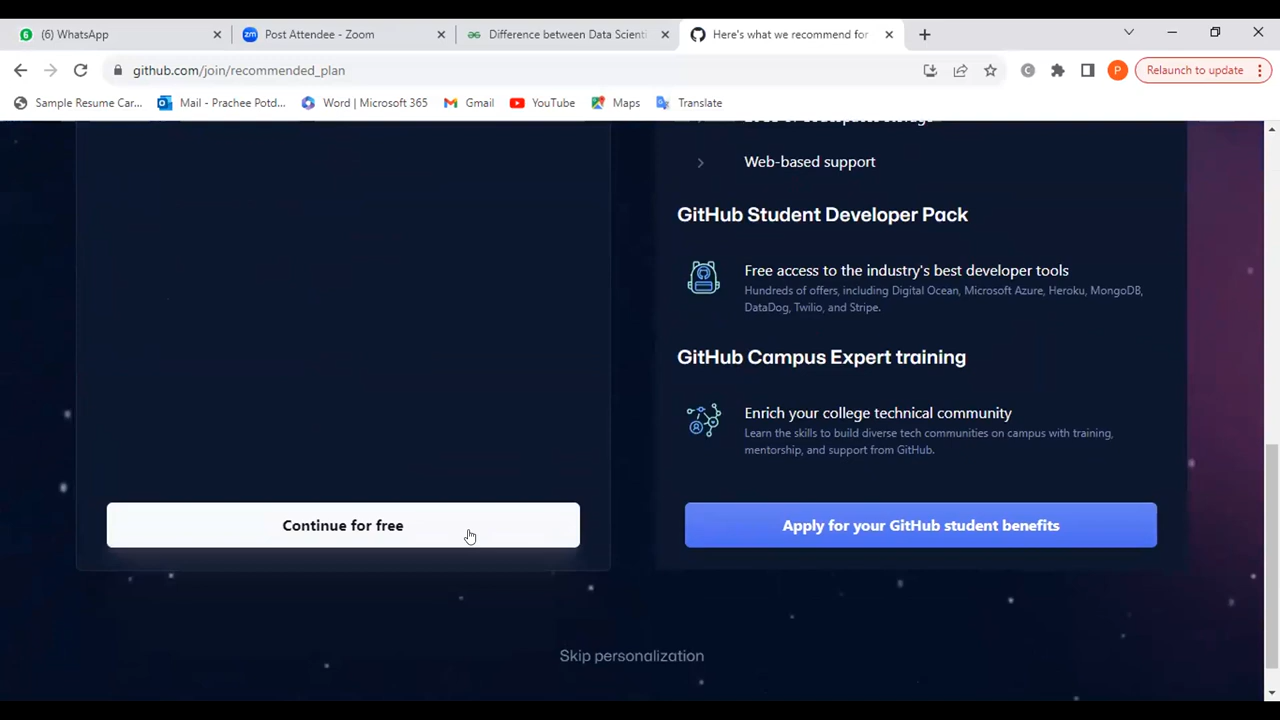 6 (6) WhatsApp
zm Post Attendee - Zoom
Difference between Data Scienti
Here's what we recommend for
github.com/join/recommended_plan
C
P
Relaunch to update
Sample Resume Car...
Mail - Prachee Potd...
Word | Microsoft 365
Gmail
YouTube
Maps
Translate
Web-based support
GitHub Student Developer Pack
Free access to the industry's best developer tools
Hundreds of offers, including Digital Ocean, Microsoft Azure, Heroku, MongoDB,
DataDog, Twilio, and Stripe.
GitHub Campus Expert training
Enrich your college technical community
Learn the skills to build diverse tech communities on campus with training,
mentorship, and support from GitHub.
Continue for free
Apply for your GitHub student benefits
Skip personalization